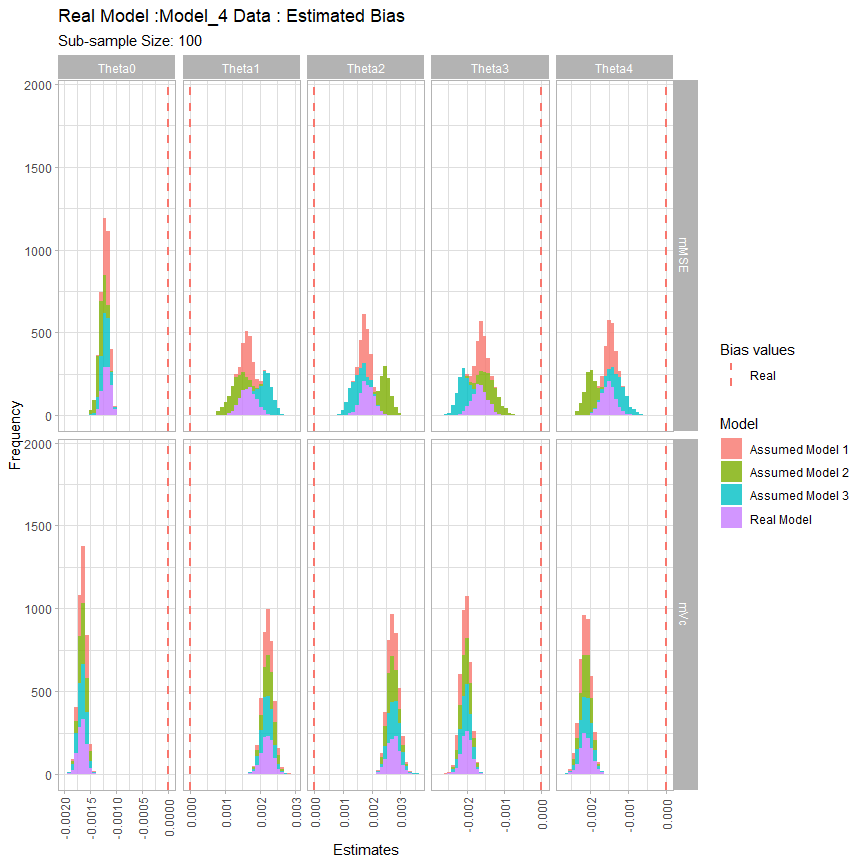 Real Model :Model_4 Data : Estimated Bias
Sub-sample Size: 100
Theta0 Theta1 Theta2 Theta3 Theta4
2000
1500
1000
500
0
mMSE
2000
1500
1000
500
0
mVc
Frequency
-0.0020 -0.0015 -0.0010 -0.0005 0.0000 0.000 0.001 0.002 0.003 0.000 0.001 0.002 0.003 -0.002 -0.001 0.000 -0.002 -0.001 0.000
Estimates
Bias values
Real
Model
Assumed Model 1
Assumed Model 2
Assumed Model 3
Real Model